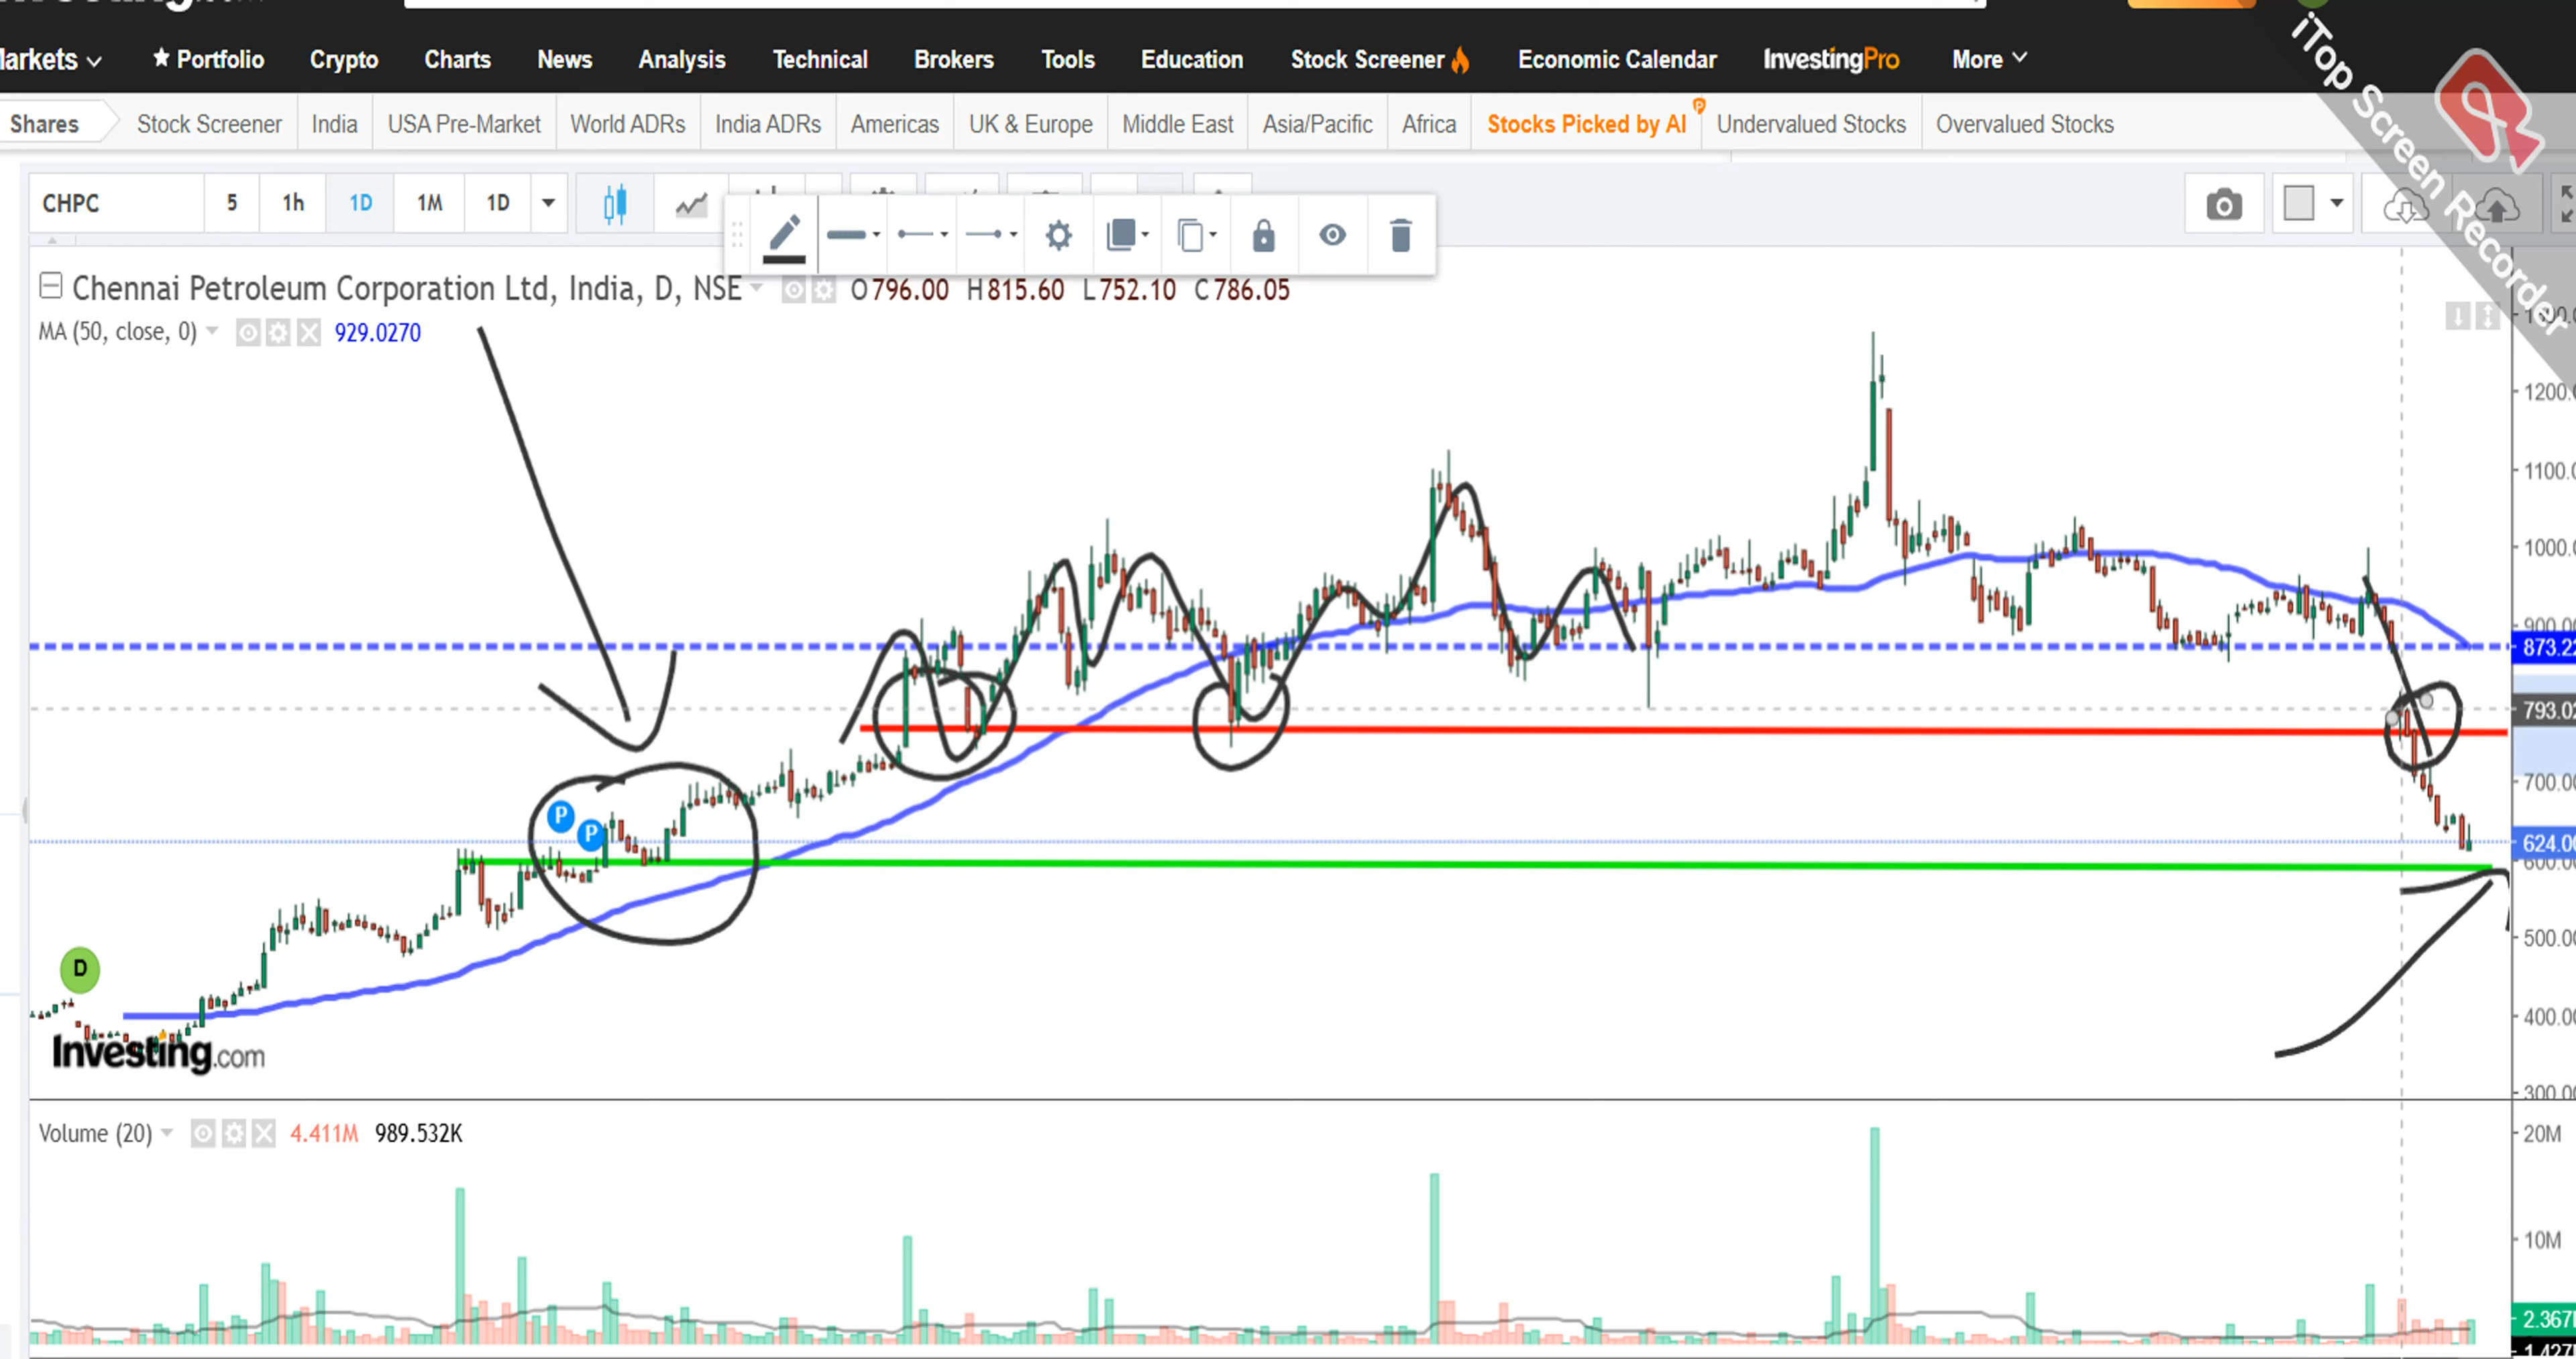 Markets
Portfolio
Crypto
Charts
News
Analysis
Technical
Brokers
Tools
Education
Stock Screener
Economic Calendar
InvestingPro
More
Shares
Stock Screener
India
USA Pre-Market
World ADRs
India ADRs
Americas
UK & Europe
Middle East
Asia/Pacific
Africa
Stocks Picked by AI
Undervalued Stocks
Overvalued Stocks
iTop Screen Recorder
CHPC
5
1h
1D
1M
1D
Chennai Petroleum Corporation Ltd, India, D, NSE
O796.00 H815.60 L752.10 C786.05
MA (50, close, 0) 929.0270
1200.
1100.
1000.
900.00
873.22
793.02
700.00
624.00
600.00
500.00
400.00
300.00
P
P
D
Investing.com
Volume (20) 4.411M 989.532K
20M
10M
2.367
1.427